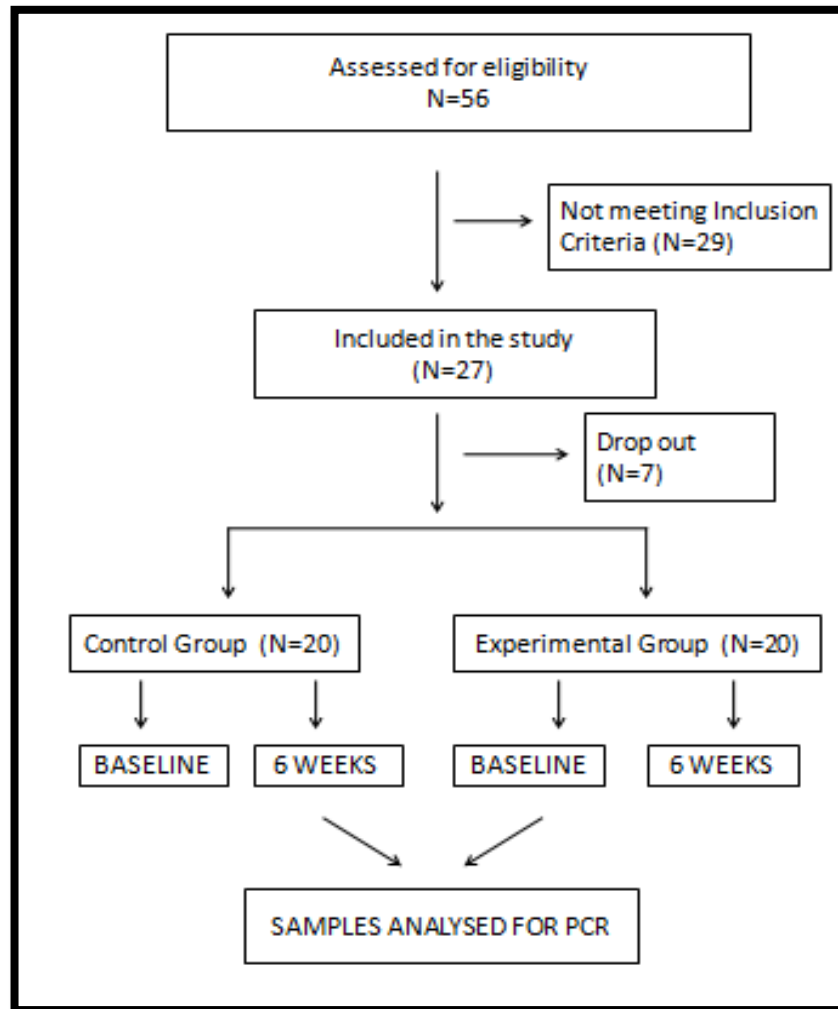 Assessed for eligibility
N=56
Not meeting Inclusion
Criteria (N=29)
Included in the study
(N=27)
Drop out
(N=7)
Control Group (N=20)
Experimental Group (N=20)
BASELINE
6 WEEKS
BASELINE
6 WEEKS
SAMPLES ANALYSED FOR PCR